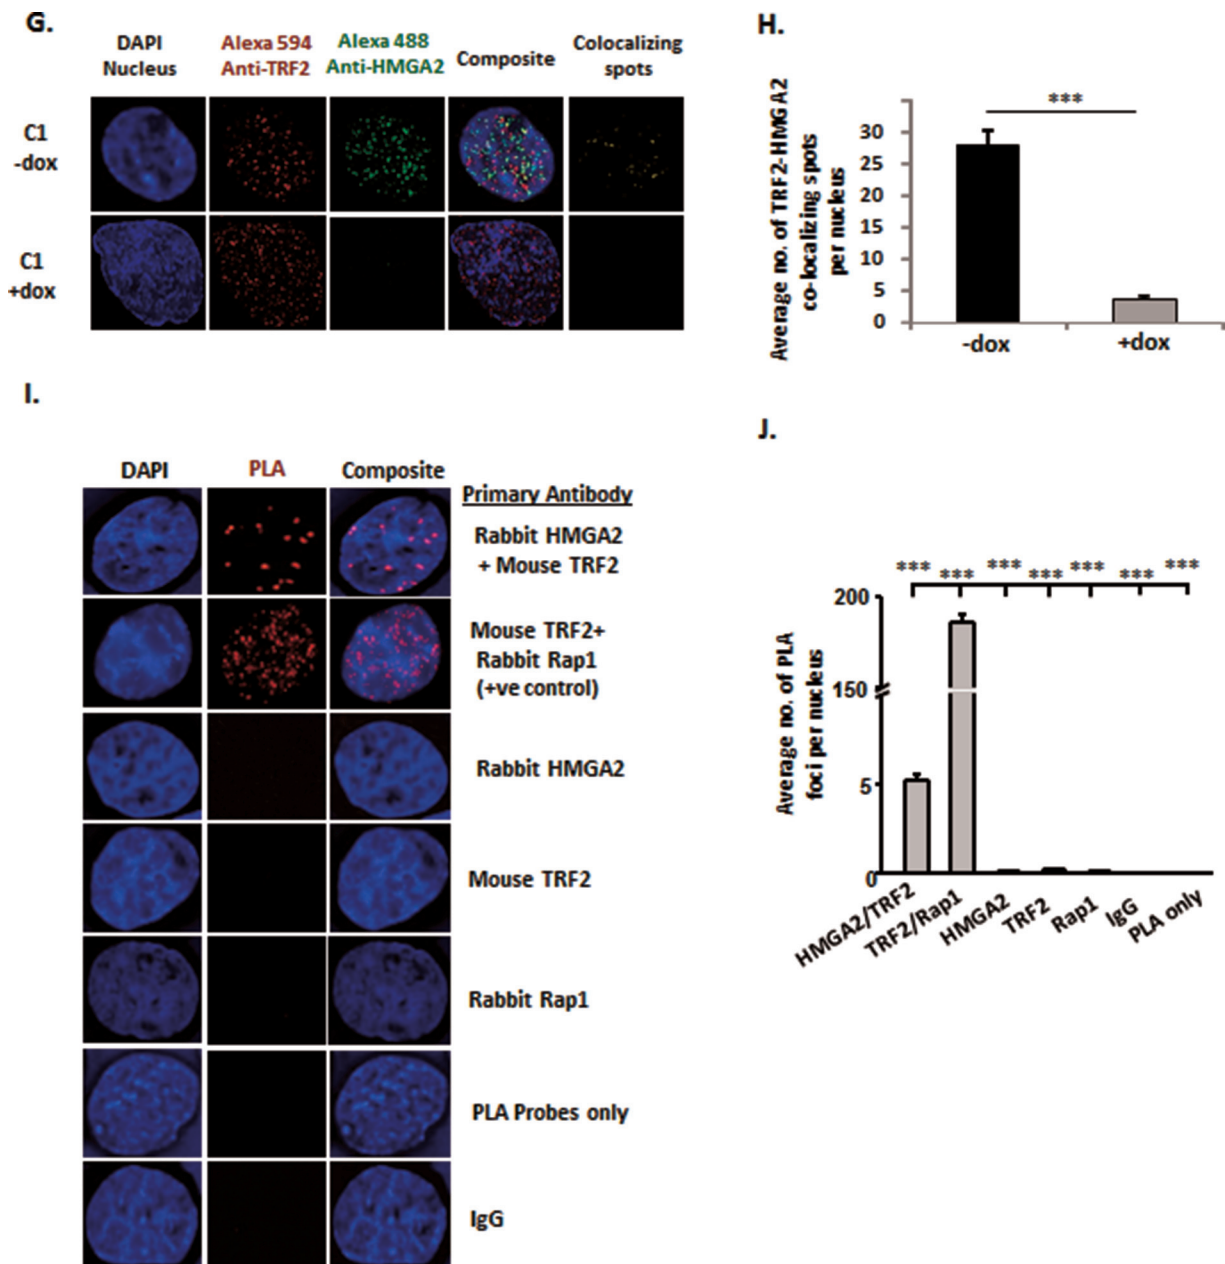 G.
DAPI
Nucleus
Alexa 594
Anti-TRF2
Alexa 488
Anti-HMGA2
Composite
Colocalizing
spots
C1
-dox
C1
+dox
H.
Average no. of TRF2-HMGA2
co-localizing spots
per nucleus
30
25
20
15
10
5
0
***
-dox
+dox
I.
DAPI
PLA
Composite
Primary Antibody
Rabbit HMGA2
+ Mouse TRF2
Mouse TRF2+
Rabbit Rap1
(+ve control)
Rabbit HMGA2
Mouse TRF2
Rabbit Rap1
PLA Probes only
IgG
J.
Average no. of PLA
foci per nucleus
200
150
5
0
*** *** *** *** *** *** ***
HMGA2/TRF2
TRF2/Rap1
HMGA2
TRF2
Rap1
IgG
PLA only